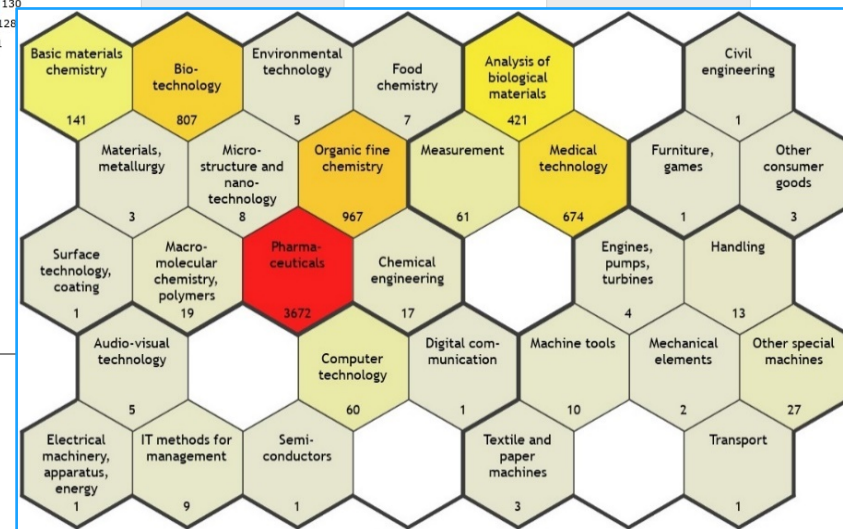 130
128
Basic materials
chemistry
141
Bio-
technology
807
Environmental
technology
5
Food
chemistry
7
Analysis of
biological
materials
421
Civil
engineering
1
Materials,
metallurgy
3
Micro-
structure and
nano-
technology
8
Organic fine
chemistry
967
Measurement
61
Medical
technology
674
Furniture,
games
1
Other
consumer
goods
3
Surface
technology,
coating
1
Macro-
molecular
chemistry,
polymers
19
Pharma-
ceuticals
3672
Chemical
engineering
17
Engines,
pumps,
turbines
4
Handling
13
Audio-visual
technology
5
Computer
technology
60
Digital com-
munication
1
Machine tools
10
Mechanical
elements
2
Other special
machines
27
Electrical
machinery,
apparatus,
energy
1
IT methods for
management
9
Semi-
conductors
1
Textile and
paper
machines
3
Transport
1